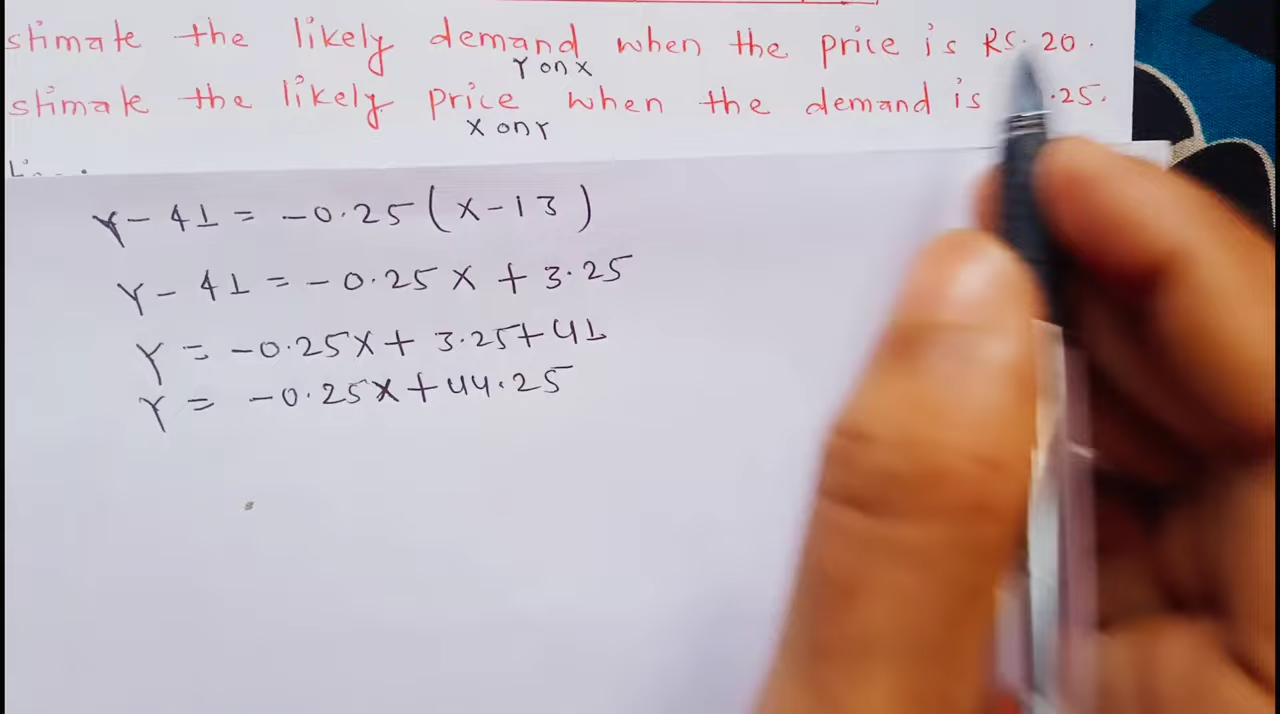 stimate the likely demand when the price is Rs. 20.
Y on X
stimate the likely price when the demand is .25.
X on Y
Y - 41 = -0.25 (X - 13)
Y - 41 = -0.25 X + 3.25
Y = -0.25X + 3.25 + 41
Y = -0.25X + 44.25